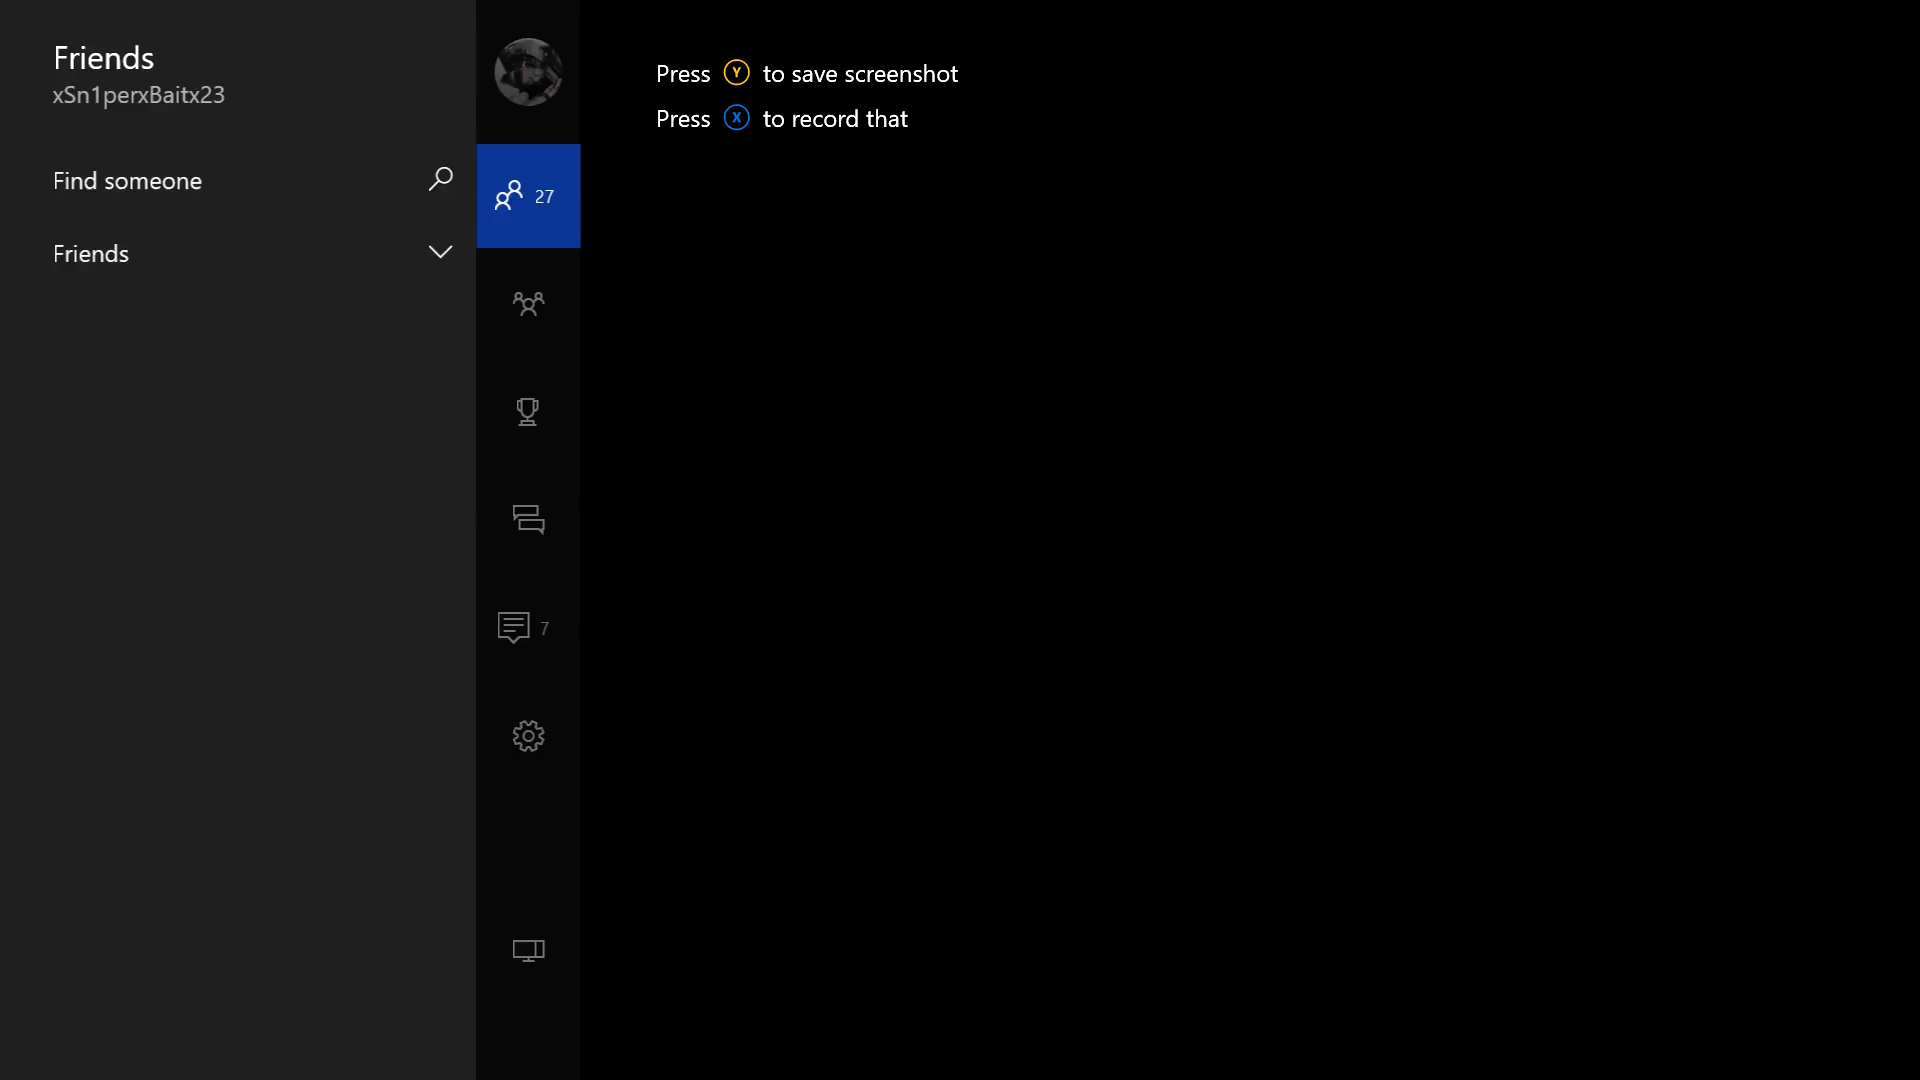 Friends
xSn1perxBaitx23
Find someone
Friends
27
7
Press Y to save screenshot
Press X to record that